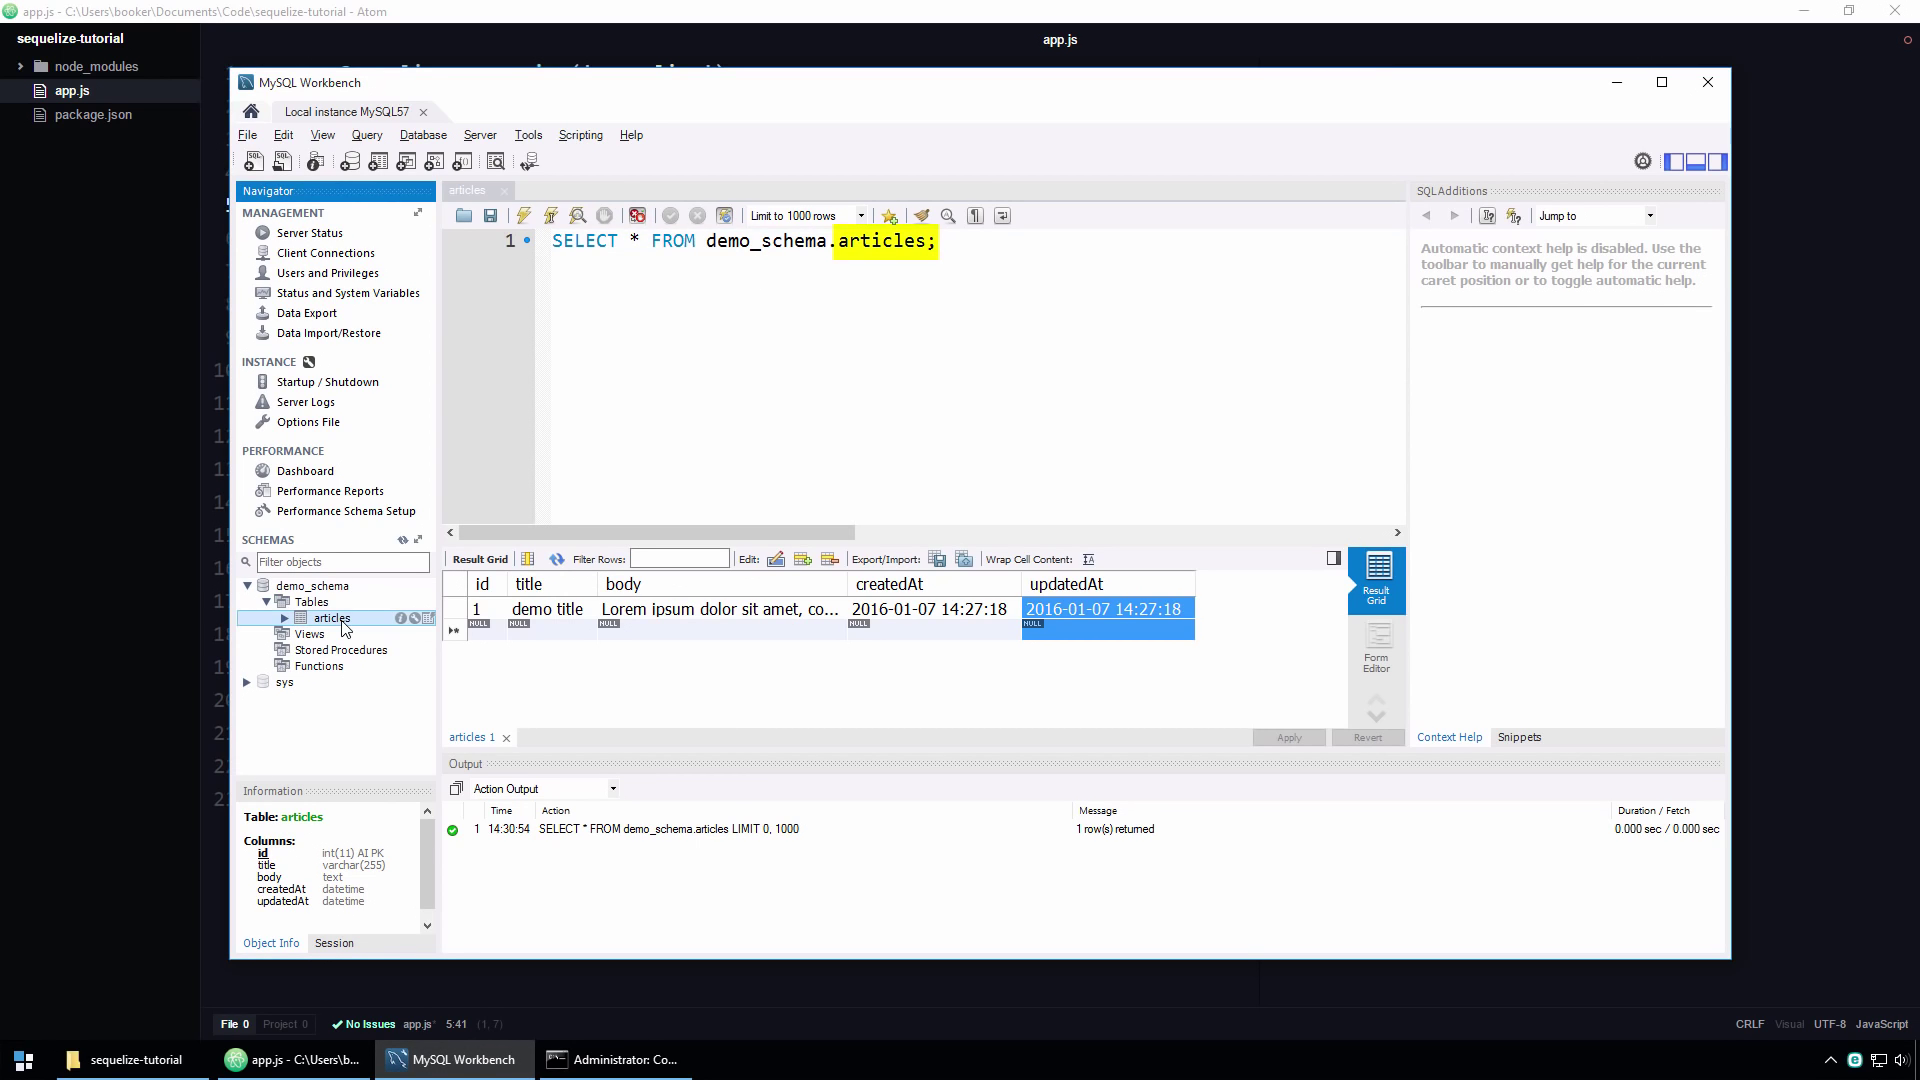 app.js - C:\Users\booker\Documents\Code\sequelize-tutorial - Atom
sequelize-tutorial
node_modules
app.js
package.json
app.js
MySQL Workbench
Local instance MySQL57
File Edit View Query Database Server Tools Scripting Help
Navigator
MANAGEMENT
Server Status
Client Connections
Users and Privileges
Status and System Variables
Data Export
Data Import/Restore
INSTANCE
Startup / Shutdown
Server Logs
Options File
PERFORMANCE
Dashboard
Performance Reports
Performance Schema Setup
SCHEMAS
Filter objects
demo_schema
Tables
articles
Views
Stored Procedures
Functions
sys
Information
Table: articles
Columns:
id int(11) AI PK
title varchar(255)
body text
createdAt datetime
updatedAt datetime
Object Info Session
articles
Limit to 1000 rows
1 SELECT * FROM demo_schema.articles;
Result Grid Filter Rows: Edit: Export/Import: Wrap Cell Content:
id title body createdAt updatedAt
1 demo title Lorem ipsum dolor sit amet, co... 2016-01-07 14:27:18 2016-01-07 14:27:18
NULL NULL NULL NULL NULL
Result Grid
Form Editor
articles 1 Apply Revert
SQLAdditions
Jump to
Automatic context help is disabled. Use the
toolbar to manually get help for the current
caret position or to toggle automatic help.
Context Help Snippets
Output
Action Output
Time Action Message Duration / Fetch
1 14:30:54 SELECT * FROM demo_schema.articles LIMIT 0, 1000 1 row(s) returned 0.000 sec / 0.000 sec
File 0 Project 0 No Issues app.js* 5:41 (1, 7) CRLF Visual UTF-8 JavaScript
sequelize-tutorial app.js - C:\Users\b... MySQL Workbench Administrator: Co...